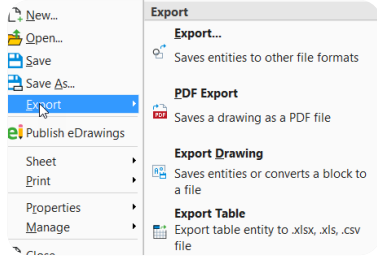 New...
Open...
Save
Save As...
Export
Publish eDrawings
Sheet
Print
Properties
Manage
Close
Export
Export...
Saves entities to other file formats
PDF Export
Saves a drawing as a PDF file
Export Drawing
Saves entities or converts a block to
a file
Export Table
Export table entity to .xlsx, .xls, .csv
file